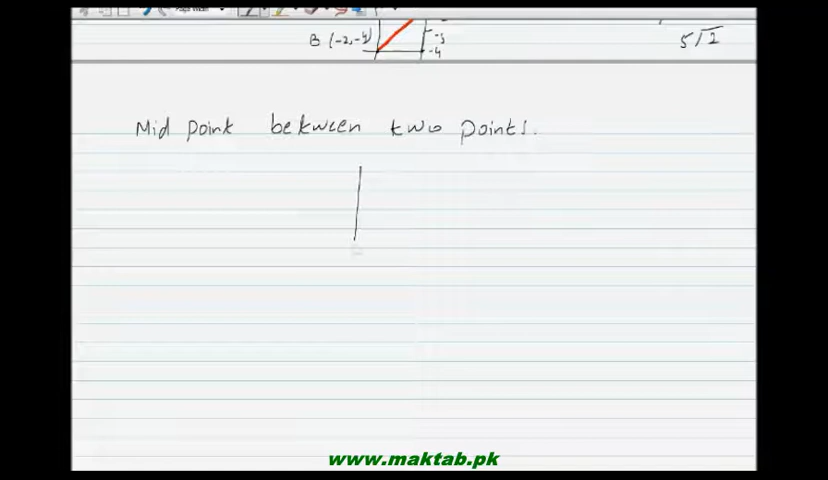 B (-2,-4)
-3
-4
5√2
Mid point between two points.
www.maktab.pk